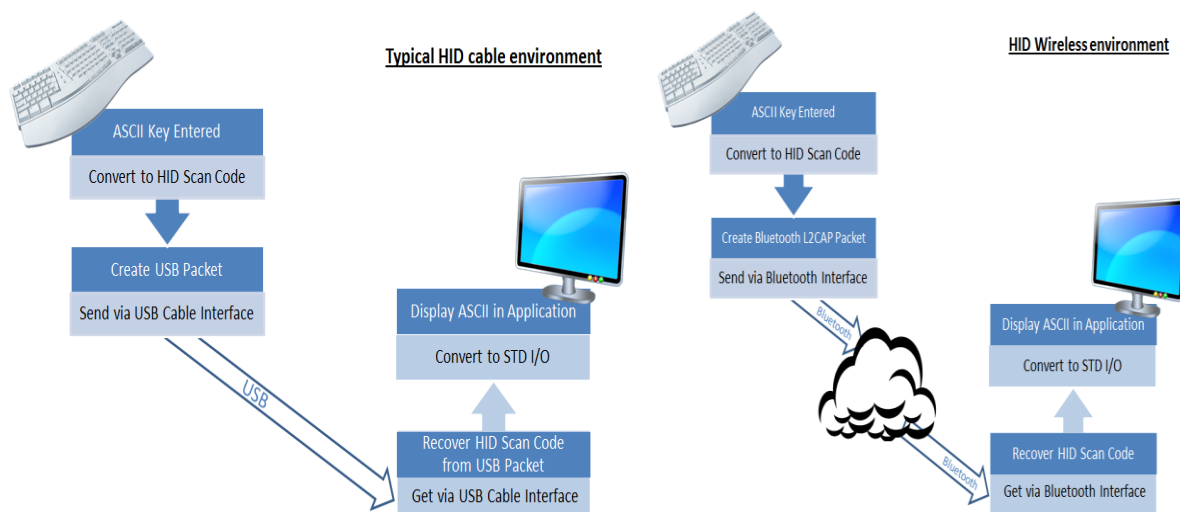 Typical HID cable environment
ASCII Key Entered
Convert to HID Scan Code
Create USB Packet
Send via USB Cable Interface
USB
Display ASCII in Application
Convert to STD I/O
Recover HID Scan Code
from USB Packet
Get via USB Cable Interface
HID Wireless environment
ASCII Key Entered
Convert to HID Scan Code
Create Bluetooth L2CAP Packet
Send via Bluetooth Interface
Bluetooth
Bluetooth
Display ASCII in Application
Convert to STD I/O
Recover HID Scan Code
Get via Bluetooth Interface